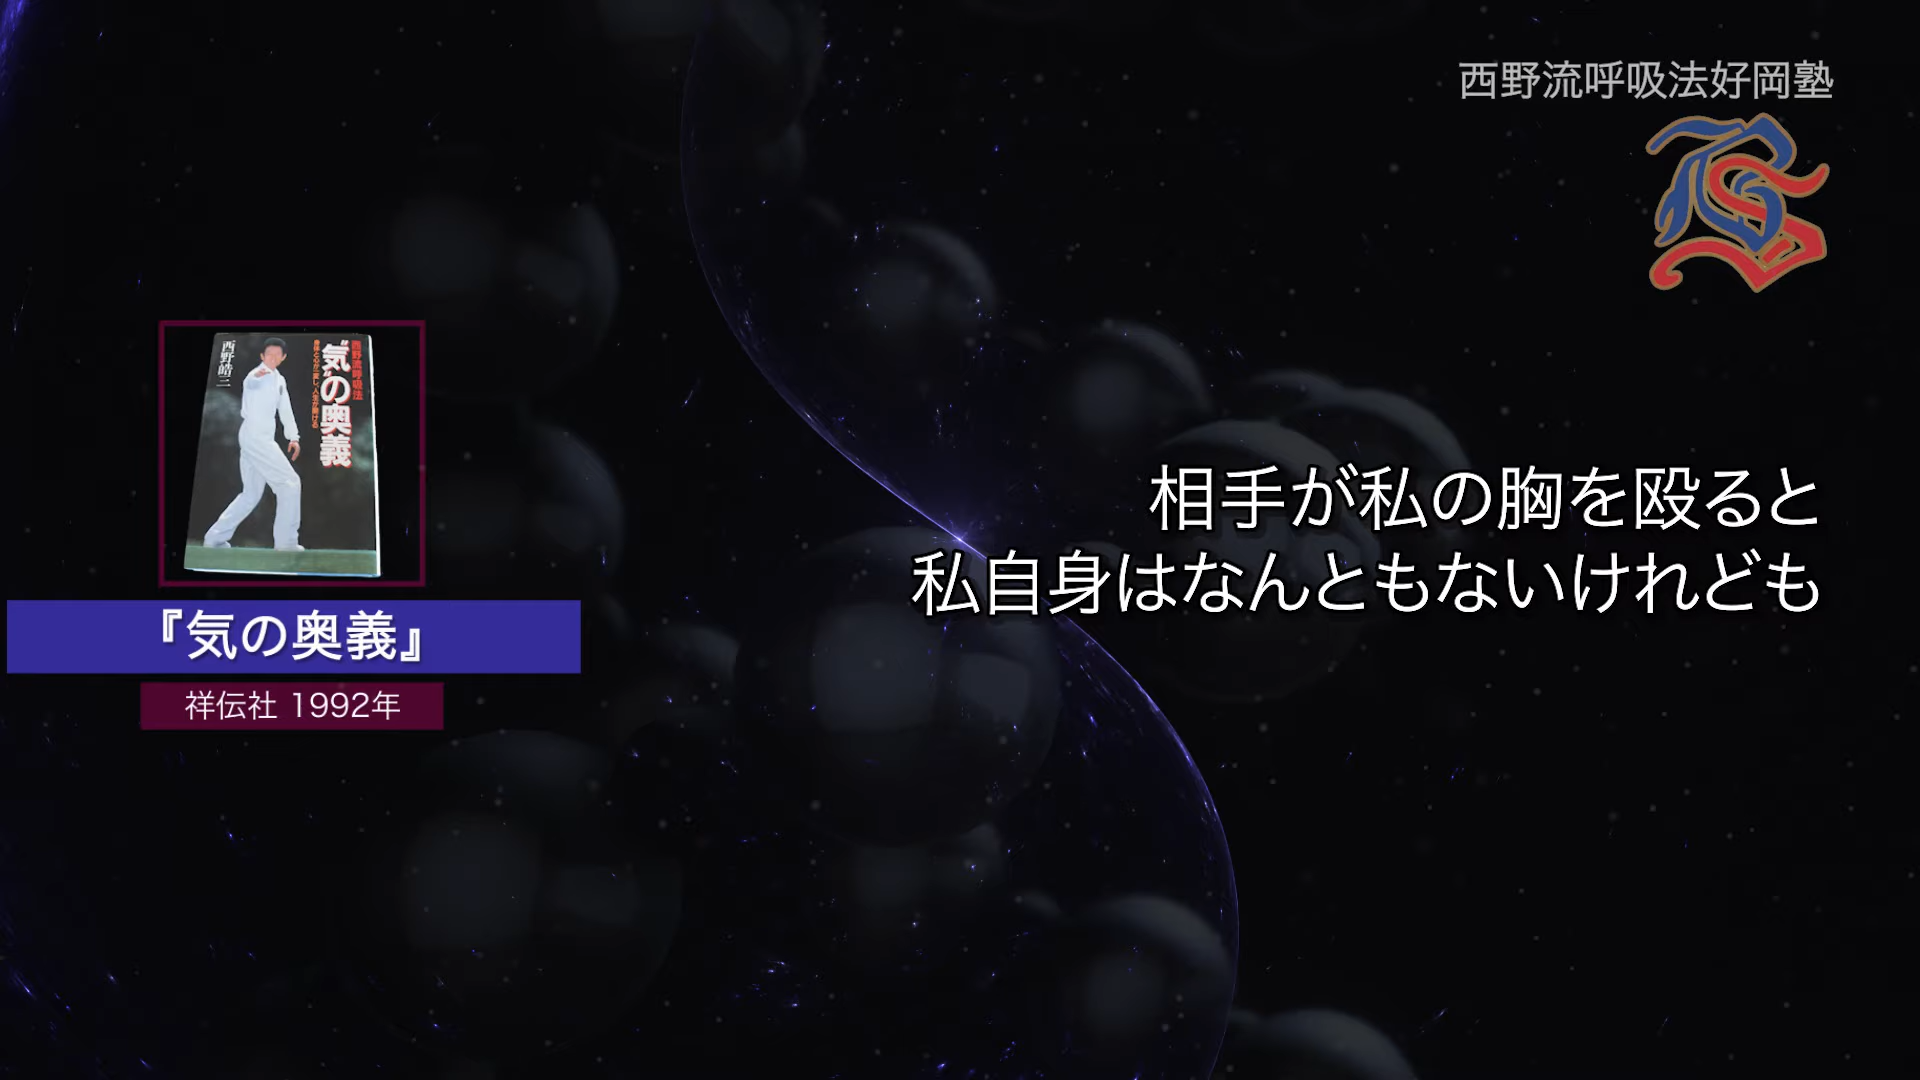 西野流呼吸法好岡塾
西野流呼吸法
"気"の奥義
西野皓三
『気の奥義』
祥伝社 1992年
相手が私の胸を殴ると
私自身はなんともないけれども